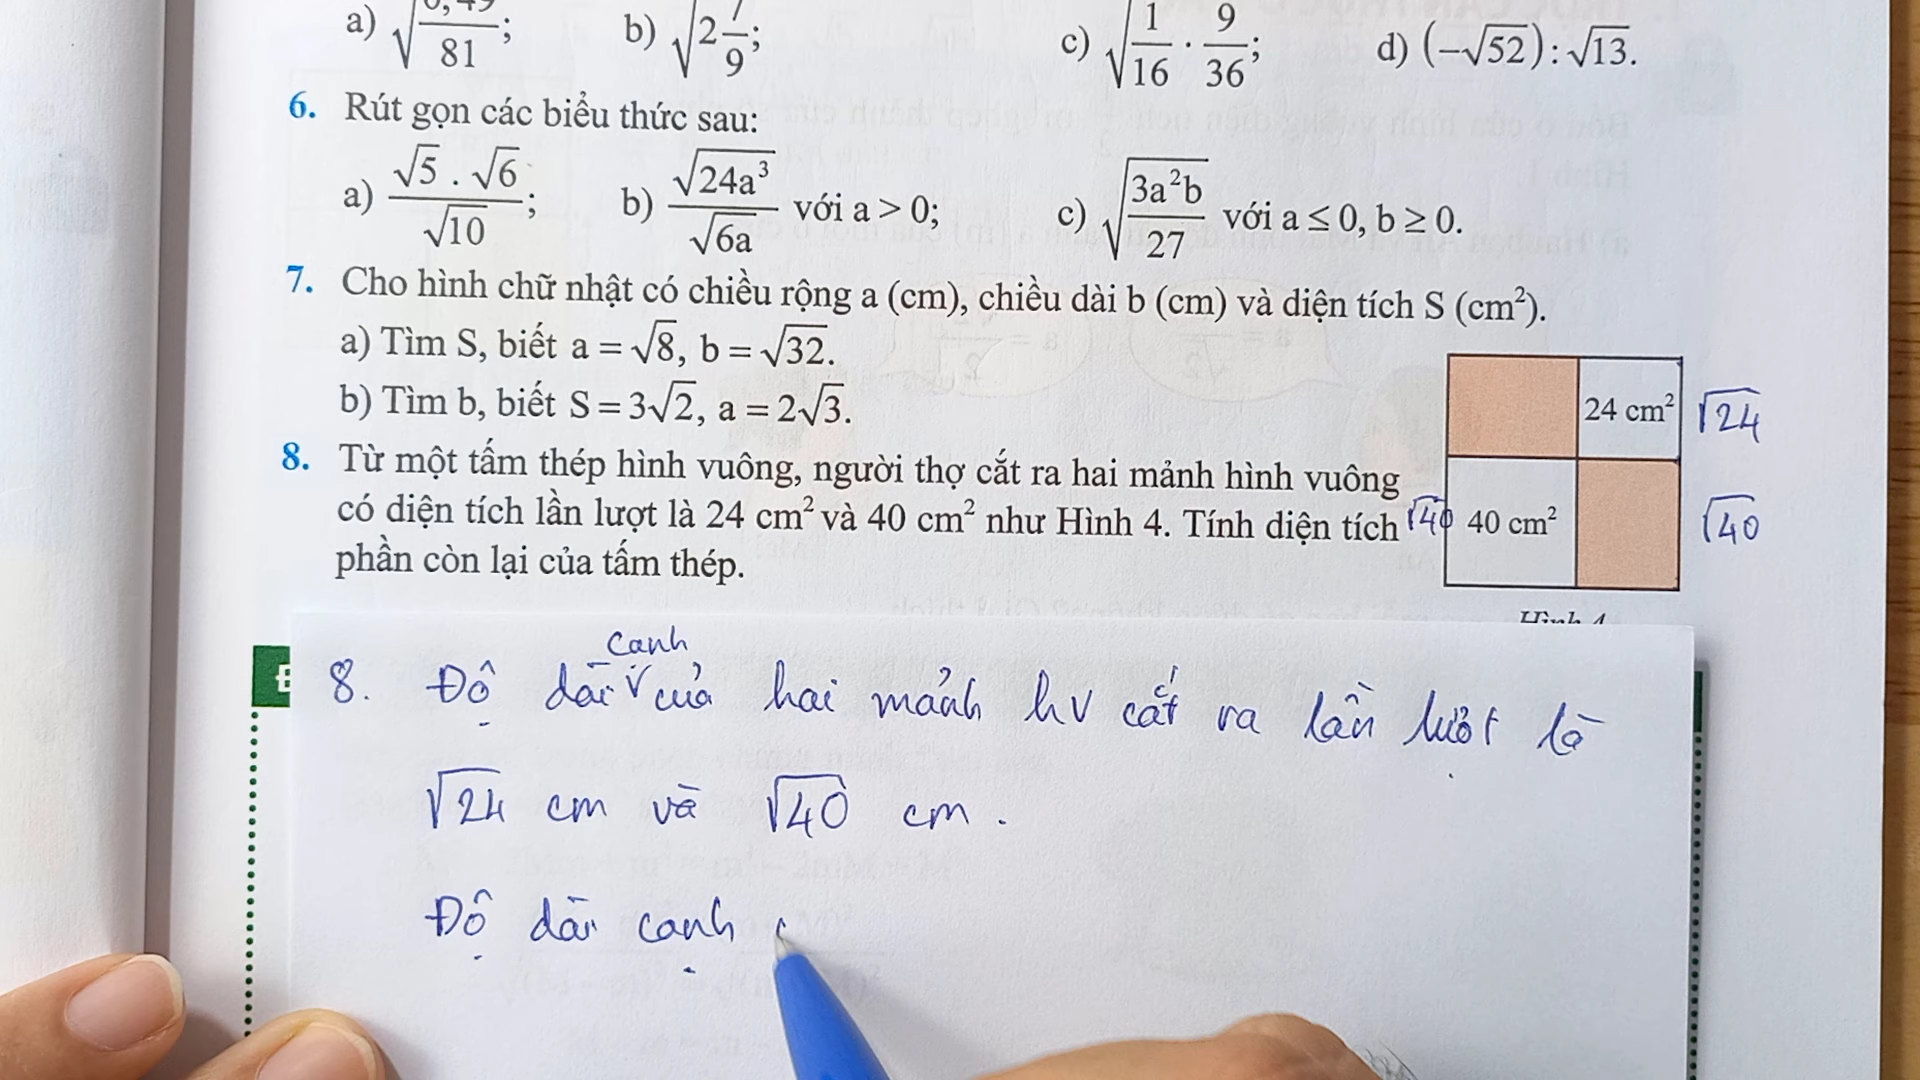 a) √(0,49/81); b) √(2 7/9); c) √(1/16 · 9/36); d) (−√52) : √13.
6. Rút gọn các biểu thức sau:
a) (√5 . √6)/√10; b) √(24a³)/√(6a) với a > 0; c) √(3a²b/27) với a ≤ 0, b ≥ 0.
7. Cho hình chữ nhật có chiều rộng a (cm), chiều dài b (cm) và diện tích S (cm²).
a) Tìm S, biết a = √8, b = √32.
b) Tìm b, biết S = 3√2, a = 2√3.
8. Từ một tấm thép hình vuông, người thợ cắt ra hai mảnh hình vuông
có diện tích lần lượt là 24 cm² và 40 cm² như Hình 4. Tính diện tích
phần còn lại của tấm thép.
24 cm² √24
√40 40 cm² √40
Hình 4
8. Độ dài cạnh của hai mảnh hv cắt ra lần lượt là
√24 cm và √40 cm.
Độ dài cạnh